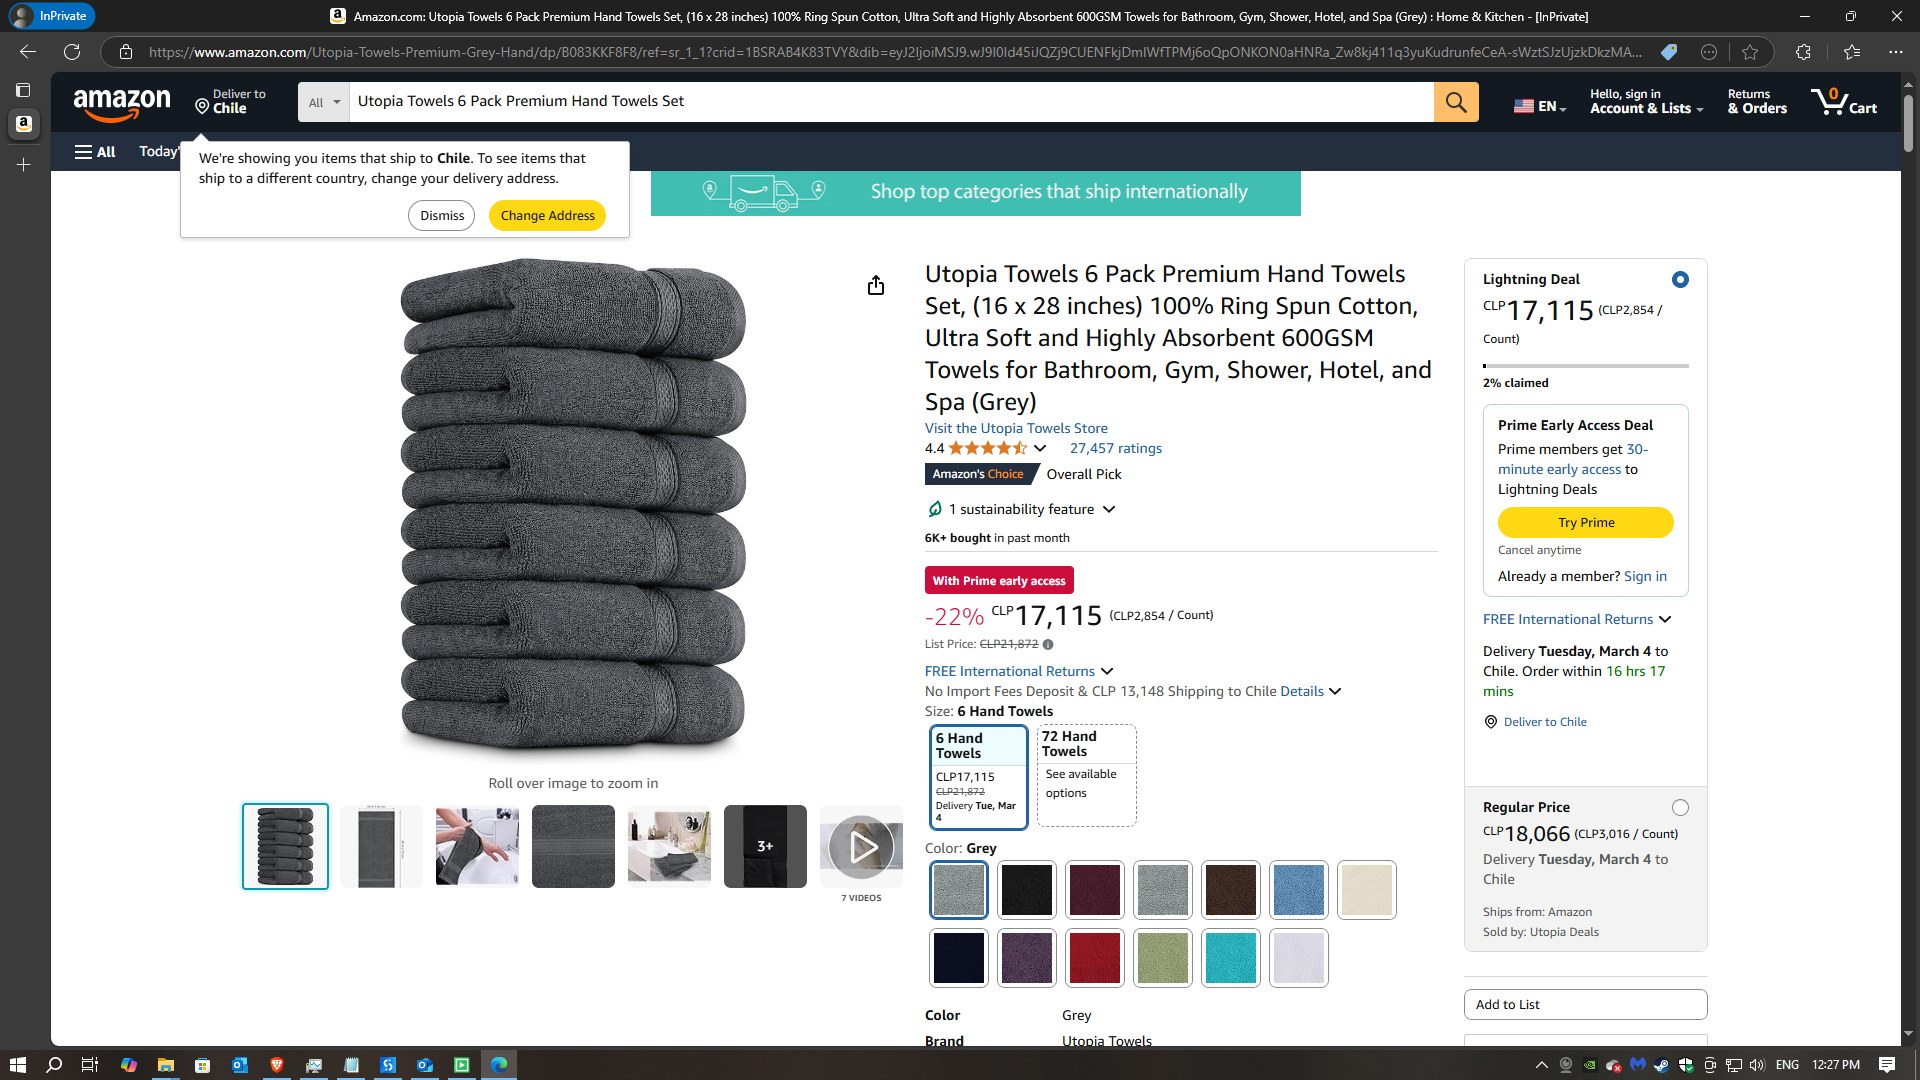 InPrivate
Amazon.com: Utopia Towels 6 Pack Premium Hand Towels Set, (16 x 28 inches) 100% Ring Spun Cotton, Ultra Soft and Highly Absorbent 600GSM Towels for Bathroom, Gym, Shower, Hotel, and Spa (Grey) : Home & Kitchen - [InPrivate]
https://www.amazon.com/Utopia-Towels-Premium-Grey-Hand/dp/B083KKF8F8/ref=sr_1_1?crid=1BSRAB4K83TVY&dib=eyJ2IjoiMSJ9.wJ9I0Id45iJQZj9CUENFkjDmIWfTPMj6oQpONKON0aHNRa_Zw8kj411q3yuKudrunfeCeA-sWztSJzUjzkDkzMA...
amazon
Deliver to
Chile
All
Utopia Towels 6 Pack Premium Hand Towels Set
EN
Hello, sign in
Account & Lists
Returns
& Orders
0
Cart
All
Today'
We're showing you items that ship to Chile. To see items that
ship to a different country, change your delivery address.
Dismiss
Change Address
Shop top categories that ship internationally
Utopia Towels 6 Pack Premium Hand Towels
Set, (16 x 28 inches) 100% Ring Spun Cotton,
Ultra Soft and Highly Absorbent 600GSM
Towels for Bathroom, Gym, Shower, Hotel, and
Spa (Grey)
Visit the Utopia Towels Store
4.4
27,457 ratings
Amazon's Choice
Overall Pick
1 sustainability feature
6K+ bought in past month
With Prime early access
-22% CLP17,115 (CLP2,854 / Count)
List Price: CLP21,872
FREE International Returns
No Import Fees Deposit & CLP 13,148 Shipping to Chile Details
Size: 6 Hand Towels
6 Hand
Towels
CLP17,115
CLP21,872
Delivery Tue, Mar
4
72 Hand
Towels
See available
options
Color: Grey
Color Grey
Brand Utopia Towels
Roll over image to zoom in
3+
7 VIDEOS
Lightning Deal
CLP17,115 (CLP2,854 /
Count)
2% claimed
Prime Early Access Deal
Prime members get 30-
minute early access to
Lightning Deals
Try Prime
Cancel anytime
Already a member? Sign in
FREE International Returns
Delivery Tuesday, March 4 to
Chile. Order within 16 hrs 17
mins
Deliver to Chile
Regular Price
CLP18,066 (CLP3,016 / Count)
Delivery Tuesday, March 4 to
Chile
Ships from: Amazon
Sold by: Utopia Deals
Add to List
ENG
12:27 PM